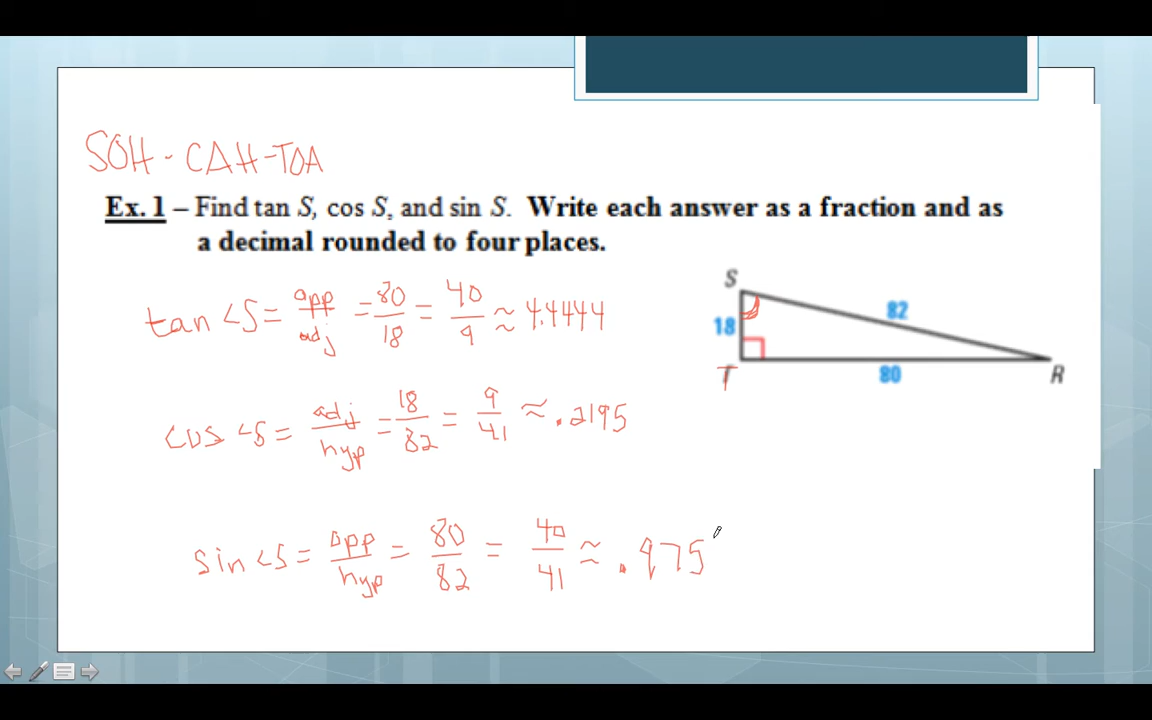 SOH - CAH - TOA
Ex. 1 – Find tan S, cos S, and sin S. Write each answer as a fraction and as
a decimal rounded to four places.
tan ∠S = opp/adj = 80/18 = 40/9 ≈ 4.4444
S
82
18
T
80
R
cos ∠S = adj/hyp = 18/82 = 9/41 ≈ .2195
sin ∠S = opp/hyp = 80/82 = 40/41 ≈ .975